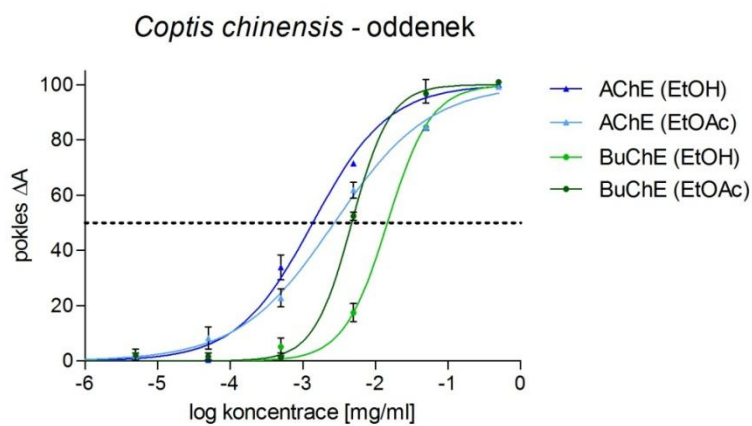 Coptis chinensis - oddenek
100
80
60
40
20
0
pokles ΔA
-6 -5 -4 -3 -2 -1 0
log koncentrace [mg/ml]
AChE (EtOH)
AChE (EtOAc)
BuChE (EtOH)
BuChE (EtOAc)